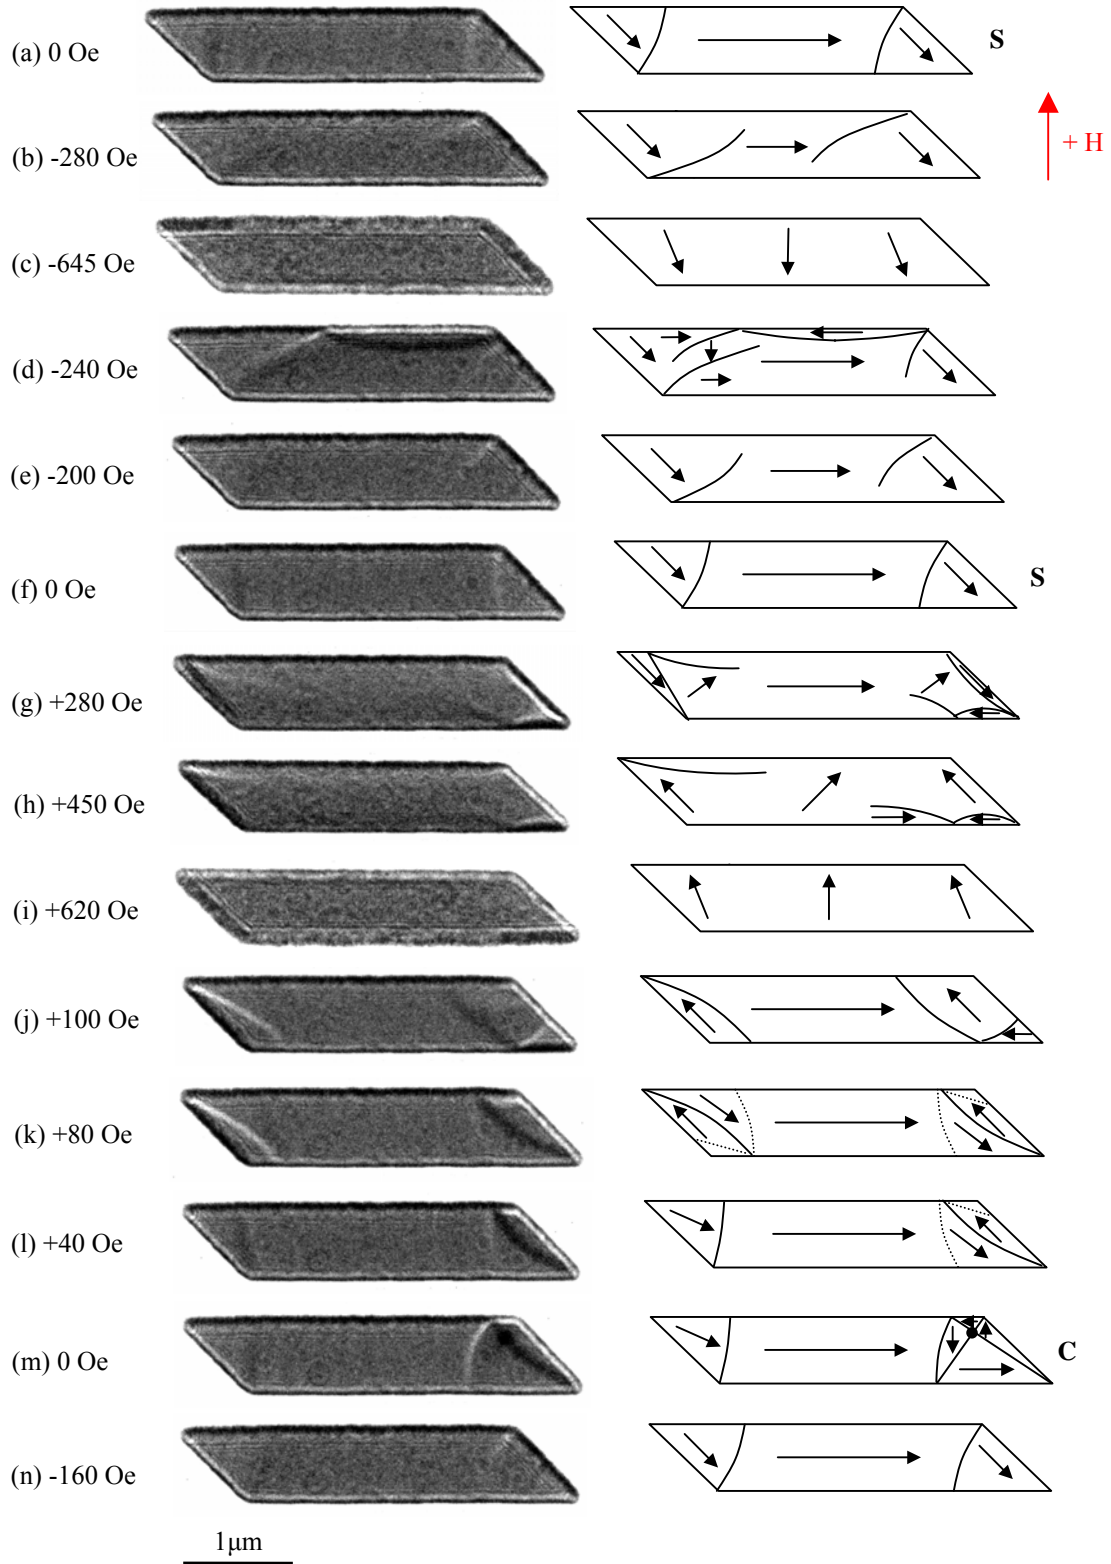 (a) 0 Oe
S
+ H
(b) -280 Oe
(c) -645 Oe
(d) -240 Oe
(e) -200 Oe
(f) 0 Oe
S
(g) +280 Oe
(h) +450 Oe
(i) +620 Oe
(j) +100 Oe
(k) +80 Oe
(l) +40 Oe
(m) 0 Oe
C
(n) -160 Oe
1μm